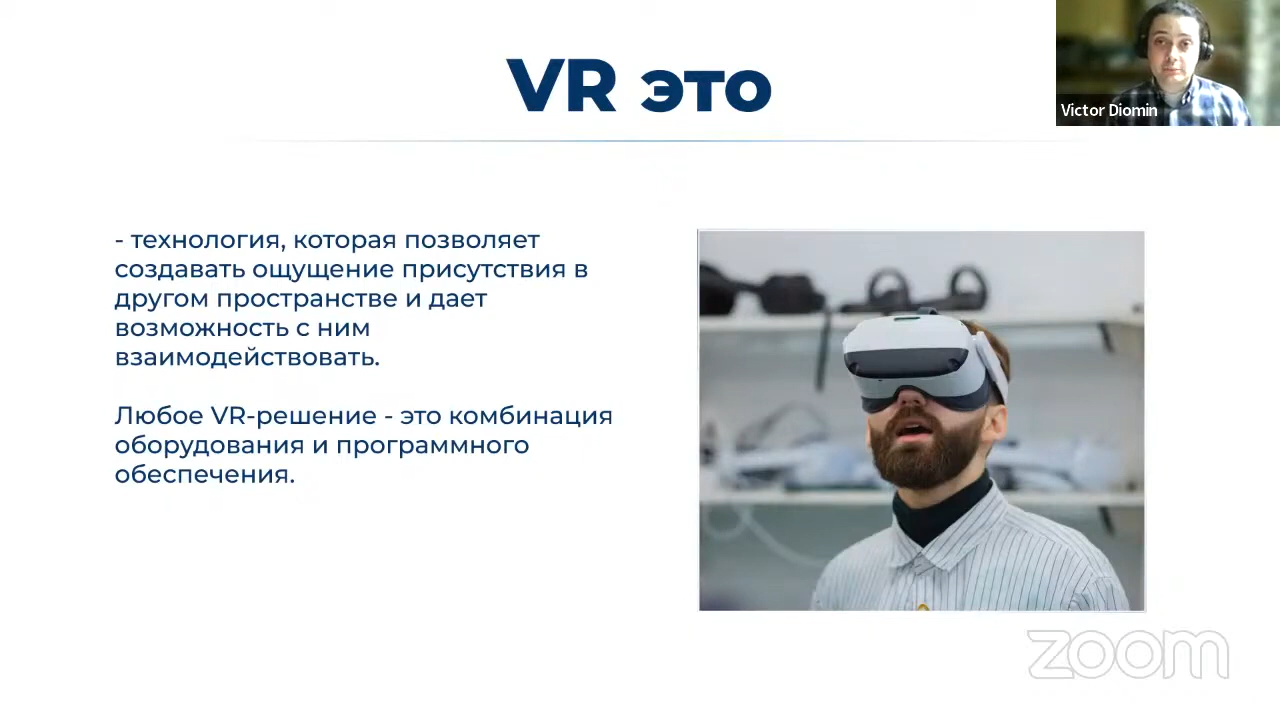 VR это
Victor Diomin
- технология, которая позволяет
создавать ощущение присутствия в
другом пространстве и дает
возможность с ним
взаимодействовать.
Любое VR-решение - это комбинация
оборудования и программного
обеспечения.
zoom